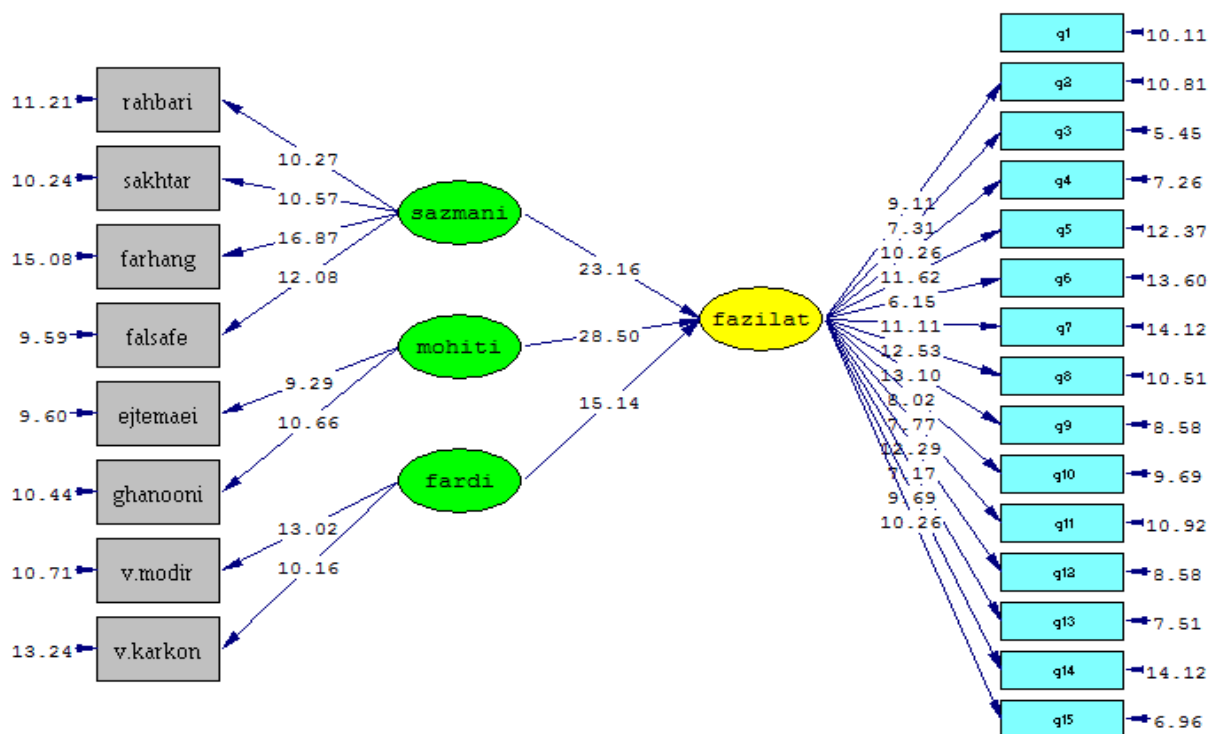 11.21
rahbari
10.24
sakhtar
15.08
farhang
9.59
falsafe
9.60
ejtemaei
10.44
ghanooni
10.71
v.modir
13.24
v.karkon
10.27
10.57
16.87
12.08
9.29
10.66
13.02
10.16
sazmani
mohiti
fardi
23.16
28.50
15.14
fazilat
9.11
7.31
10.26
11.62
6.15
11.11
12.53
13.10
8.02
7.77
12.29
7.17
9.69
10.26
q1
10.11
q2
10.81
q3
5.45
q4
7.26
q5
12.37
q6
13.60
q7
14.12
q8
10.51
q9
8.58
q10
9.69
q11
10.92
q12
8.58
q13
7.51
q14
14.12
q15
6.96